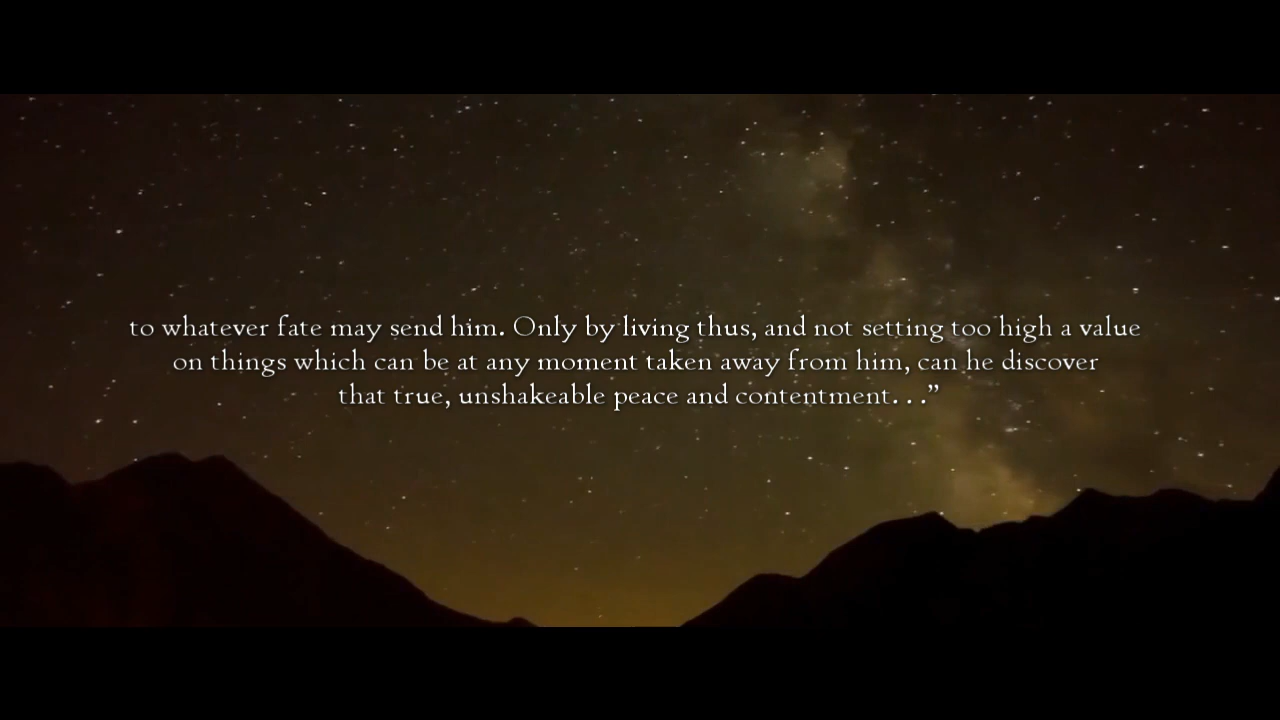 to whatever fate may send him. Only by living thus, and not setting too high a value
on things which can be at any moment taken away from him, can he discover
that true, unshakeable peace and contentment. . .”